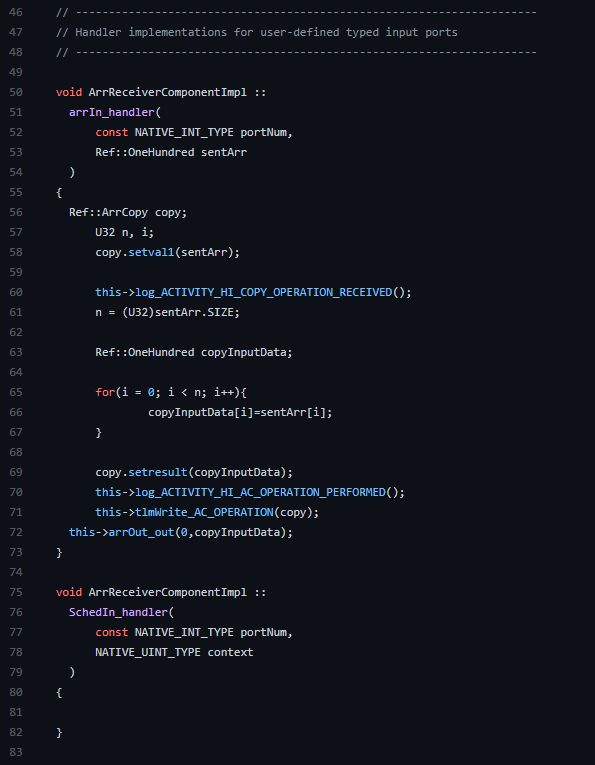 46 // ----------------------------------------------------------------------
47 // Handler implementations for user-defined typed input ports
48 // ----------------------------------------------------------------------
49
50 void ArrReceiverComponentImpl ::
51 arrIn_handler(
52 const NATIVE_INT_TYPE portNum,
53 Ref::OneHundred sentArr
54 )
55 {
56 Ref::ArrCopy copy;
57 U32 n, i;
58 copy.setval1(sentArr);
59
60 this->log_ACTIVITY_HI_COPY_OPERATION_RECEIVED();
61 n = (U32)sentArr.SIZE;
62
63 Ref::OneHundred copyInputData;
64
65 for(i = 0; i < n; i++){
66 copyInputData[i]=sentArr[i];
67 }
68
69 copy.setresult(copyInputData);
70 this->log_ACTIVITY_HI_AC_OPERATION_PERFORMED();
71 this->tlmWrite_AC_OPERATION(copy);
72 this->arrOut_out(0,copyInputData);
73 }
74
75 void ArrReceiverComponentImpl ::
76 SchedIn_handler(
77 const NATIVE_INT_TYPE portNum,
78 NATIVE_UINT_TYPE context
79 )
80 {
81
82 }
83